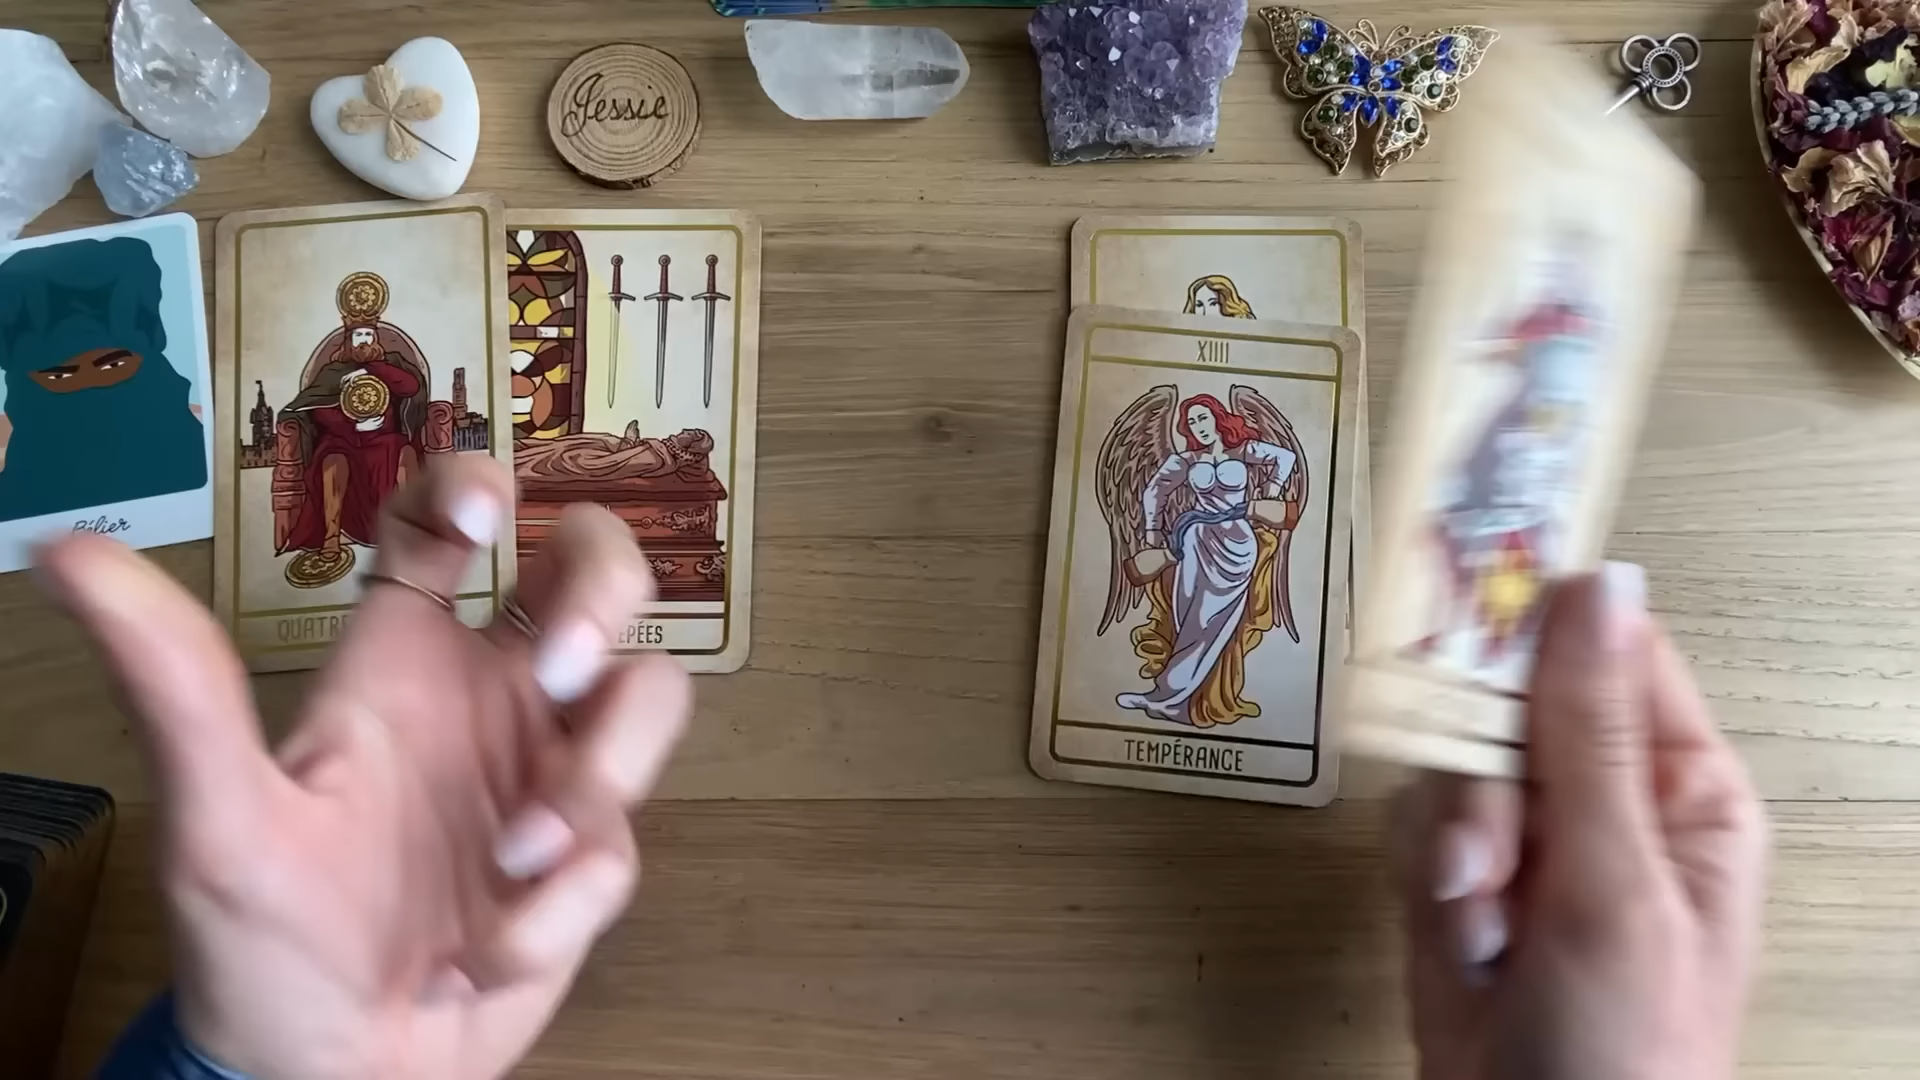 Jessie
Bélier
QUATRE
ÉPÉES
XIIII
TEMPÉRANCE